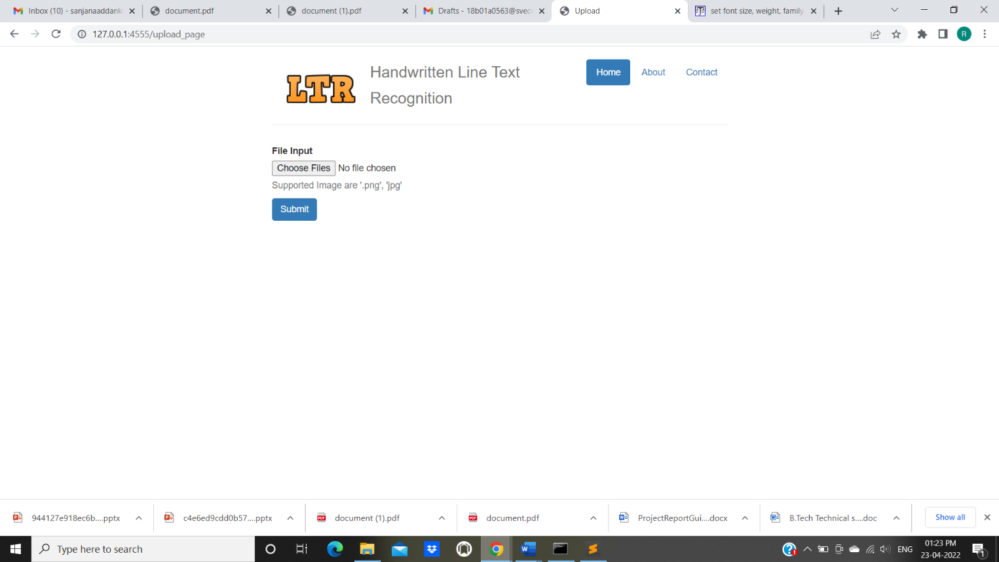 Inbox (10) - sanjanaaddank
document.pdf
document (1).pdf
Drafts - 18b01a0563@svec
Upload
set font size, weight, family
127.0.0.1:4555/upload_page
R
LTR
Handwritten Line Text
Recognition
Home
About
Contact
File Input
Choose Files No file chosen
Supported Image are '.png', 'jpg'
Submit
944127e918ec6b....pptx
c4e6ed9cdd0b57....pptx
document (1).pdf
document.pdf
ProjectReportGui....docx
B.Tech Technical s....doc
Show all
Type here to search
ENG
01:23 PM
23-04-2022
1